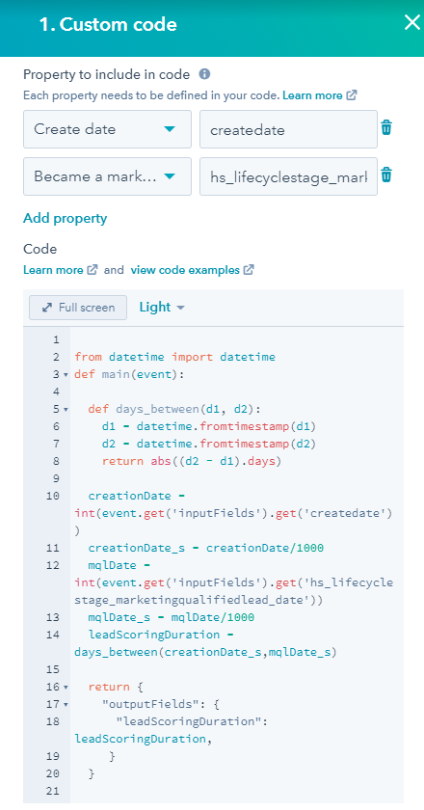 1. Custom code
Property to include in code
Each property needs to be defined in your code. Learn more
Create date
createdate
Became a mark...
hs_lifecyclestage_mark
Add property
Code
Learn more and view code examples
Full screen
Light
1
2 from datetime import datetime
3 def main(event):
4
5 def days_between(d1, d2):
6 d1 = datetime.fromtimestamp(d1)
7 d2 = datetime.fromtimestamp(d2)
8 return abs((d2 - d1).days)
9
10 creationDate =
int(event.get('inputFields').get('createdate')
)
11 creationDate_s = creationDate/1000
12 mqlDate =
int(event.get('inputFields').get('hs_lifecycle
stage_marketingqualifiedlead_date'))
13 mqlDate_s = mqlDate/1000
14 leadScoringDuration =
days_between(creationDate_s,mqlDate_s)
15
16 return {
17 "outputFields": {
18 "leadScoringDuration":
leadScoringDuration,
19 }
20 }
21